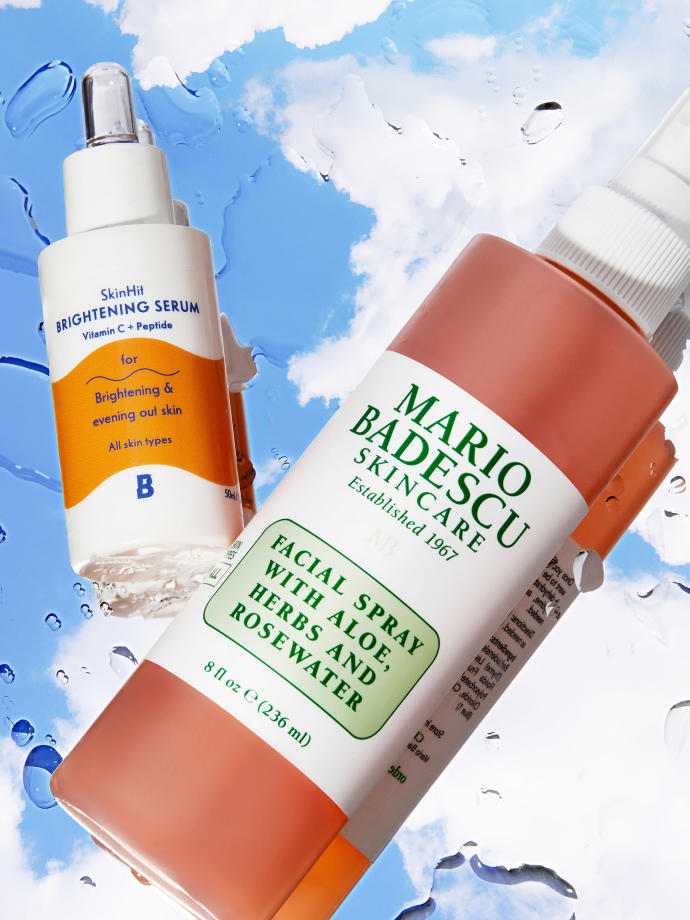 SkinHit
BRIGHTENING SERUM
Vitamin C + Peptide
for
Brightening &
evening out skin
All skin types
B
MARIO
BADESCU
SKINCARE
Established 1967
MB
FACIAL SPRAY
WITH ALOE,
HERBS AND
ROSEWATER
8 fl oz ℮ (236 ml)